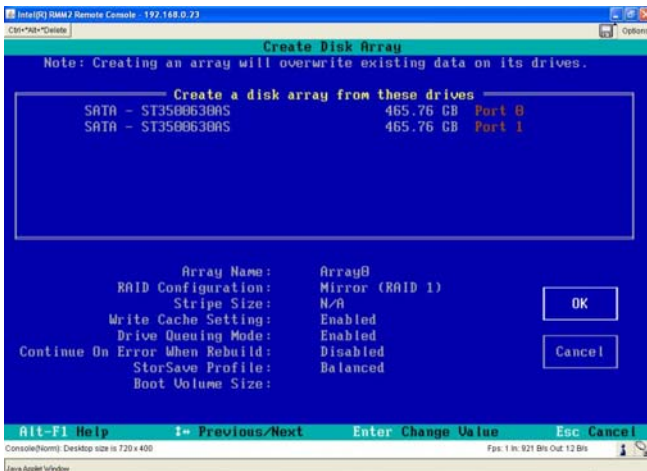 Intel(R) RMM2 Remote Console - 192.168.0.23
Ctrl+"Alt+"Delete
Options
Create Disk Array
Note: Creating an array will overwrite existing data on its drives.
Create a disk array from these drives
SATA - ST3500630AS 465.76 GB Port 0
SATA - ST3500630AS 465.76 GB Port 1
Array Name: Array0
RAID Configuration: Mirror (RAID 1)
Stripe Size: N/A
Write Cache Setting: Enabled
Drive Queuing Mode: Enabled
Continue On Error When Rebuild: Disabled
StorSave Profile: Balanced
Boot Volume Size:
OK
Cancel
Alt-F1 Help Previous/Next Enter Change Value Esc Cancel
Console(Norm): Desktop size is 720 x 400 Fps: 1 In: 921 B/s Out: 12 B/s
Java Applet Window